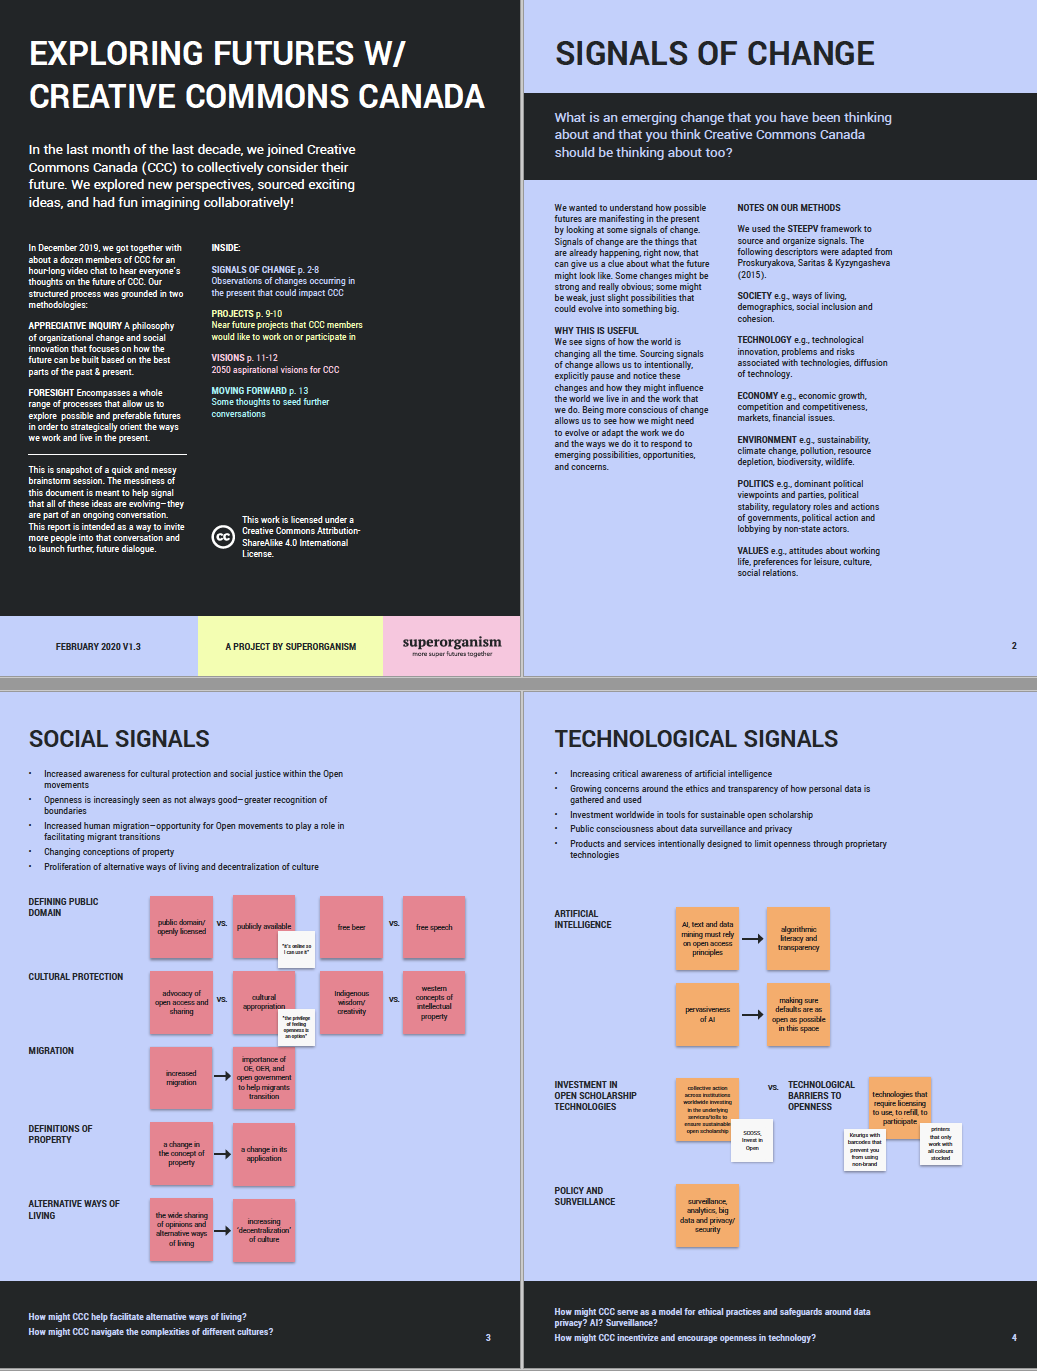 EXPLORING FUTURES W/
CREATIVE COMMONS CANADA
In the last month of the last decade, we joined Creative
Commons Canada (CCC) to collectively consider their
future. We explored new perspectives, sourced exciting
ideas, and had fun imagining collaboratively!
In December 2019, we got together with
about a dozen members of CCC for an
hour-long video chat to hear everyone's
thoughts on the future of CCC. Our
structured process was grounded in two
methodologies:
APPRECIATIVE INQUIRY A philosophy
of organizational change and social
innovation that focuses on how the
future can be built based on the best
parts of the past & present.
FORESIGHT Encompasses a whole
range of processes that allow us to
explore possible and preferable futures
in order to strategically orient the ways
we work and live in the present.
This is snapshot of a quick and messy
brainstorm session. The messiness of
this document is meant to help signal
that all of these ideas are evolving—they
are part of an ongoing conversation.
This report is intended as a way to invite
more people into that conversation and
to launch further, future dialogue.
INSIDE:
SIGNALS OF CHANGE p. 2-8
Observations of changes occurring in
the present that could impact CCC
PROJECTS p. 9-10
Near future projects that CCC members
would like to work on or participate in
VISIONS p. 11-12
2050 aspirational visions for CCC
MOVING FORWARD p. 13
Some thoughts to seed further
conversations
cc
This work is licensed under a
Creative Commons Attribution-
ShareAlike 4.0 International
License.
FEBRUARY 2020 V1.3
A PROJECT BY SUPERORGANISM
superorganism
more super futures together
SIGNALS OF CHANGE
What is an emerging change that you have been thinking
about and that you think Creative Commons Canada
should be thinking about too?
We wanted to understand how possible
futures are manifesting in the present
by looking at some signals of change.
Signals of change are the things that
are already happening, right now, that
can give us a clue about what the future
might look like. Some changes might be
strong and really obvious; some might
be weak, just slight possibilities that
could evolve into something big.
WHY THIS IS USEFUL
We see signs of how the world is
changing all the time. Sourcing signals
of change allows us to intentionally,
explicitly pause and notice these
changes and how they might influence
the world we live in and the work that
we do. Being more conscious of change
allows us to see how we might need
to evolve or adapt the work we do
and the ways we do it to respond to
emerging possibilities, opportunities,
and concerns.
NOTES ON OUR METHODS
We used the STEEPV framework to
source and organize signals. The
following descriptors were adapted from
Proskuryakova, Saritas & Kyzyngasheva
(2015).
SOCIETY e.g., ways of living,
demographics, social inclusion and
cohesion.
TECHNOLOGY e.g., technological
innovation, problems and risks
associated with technologies, diffusion
of technology.
ECONOMY e.g., economic growth,
competition and competitiveness,
markets, financial issues.
ENVIRONMENT e.g., sustainability,
climate change, pollution, resource
depletion, biodiversity, wildlife.
POLITICS e.g., dominant political
viewpoints and parties, political
stability, regulatory roles and actions
of governments, political action and
lobbying by non-state actors.
VALUES e.g., attitudes about working
life, preferences for leisure, culture,
social relations.
2
SOCIAL SIGNALS
• Increased awareness for cultural protection and social justice within the Open
movements
• Openness is increasingly seen as not always good—greater recognition of
boundaries
• Increased human migration—opportunity for Open movements to play a role in
facilitating migrant transitions
• Changing conceptions of property
• Proliferation of alternative ways of living and decentralization of culture
DEFINING PUBLIC
DOMAIN
public domain/
openly licensed
VS.
publicly available
"it's online so
I can use it"
free beer
VS.
free speech
CULTURAL PROTECTION
advocacy of
open access and
sharing
VS.
cultural
appropriation
"the privilege
of feeling
openness is
an option"
Indigenous
wisdom/
creativity
VS.
western
concepts of
intellectual
property
MIGRATION
increased
migration
importance of
OE, OER, and
open government
to help migrants
transition
DEFINITIONS OF
PROPERTY
a change in
the concept of
property
a change in its
application
ALTERNATIVE WAYS OF
LIVING
the wide sharing
of opinions and
alternative ways
of living
increasing
'decentralization'
of culture
How might CCC help facilitate alternative ways of living?
How might CCC navigate the complexities of different cultures?
3
TECHNOLOGICAL SIGNALS
• Increasing critical awareness of artificial intelligence
• Growing concerns around the ethics and transparency of how personal data is
gathered and used
• Investment worldwide in tools for sustainable open scholarship
• Public consciousness about data surveillance and privacy
• Products and services intentionally designed to limit openness through proprietary
technologies
ARTIFICIAL
INTELLIGENCE
AI, text and data
mining must rely
on open access
principles
algorithmic
literacy and
transparency
pervasiveness
of AI
making sure
defaults are as
open as possible
in this space
INVESTMENT IN
OPEN SCHOLARSHIP
TECHNOLOGIES
collective action
across institutions
worldwide investing
in the underlying
services/tolls to
ensure sustainable
open scholarship
SCOSS,
Invest in
Open
VS.
TECHNOLOGICAL
BARRIERS TO
OPENNESS
technologies that
require licensing
to use, to refill, to
participate
Keurigs with
barcodes that
prevent you
from using
non-brand
printers
that only
work with
all colours
stocked
POLICY AND
SURVEILLANCE
surveillance,
analytics, big
data and privacy/
security
How might CCC serve as a model for ethical practices and safeguards around data
privacy? AI? Surveillance?
How might CCC incentivize and encourage openness in technology?
4